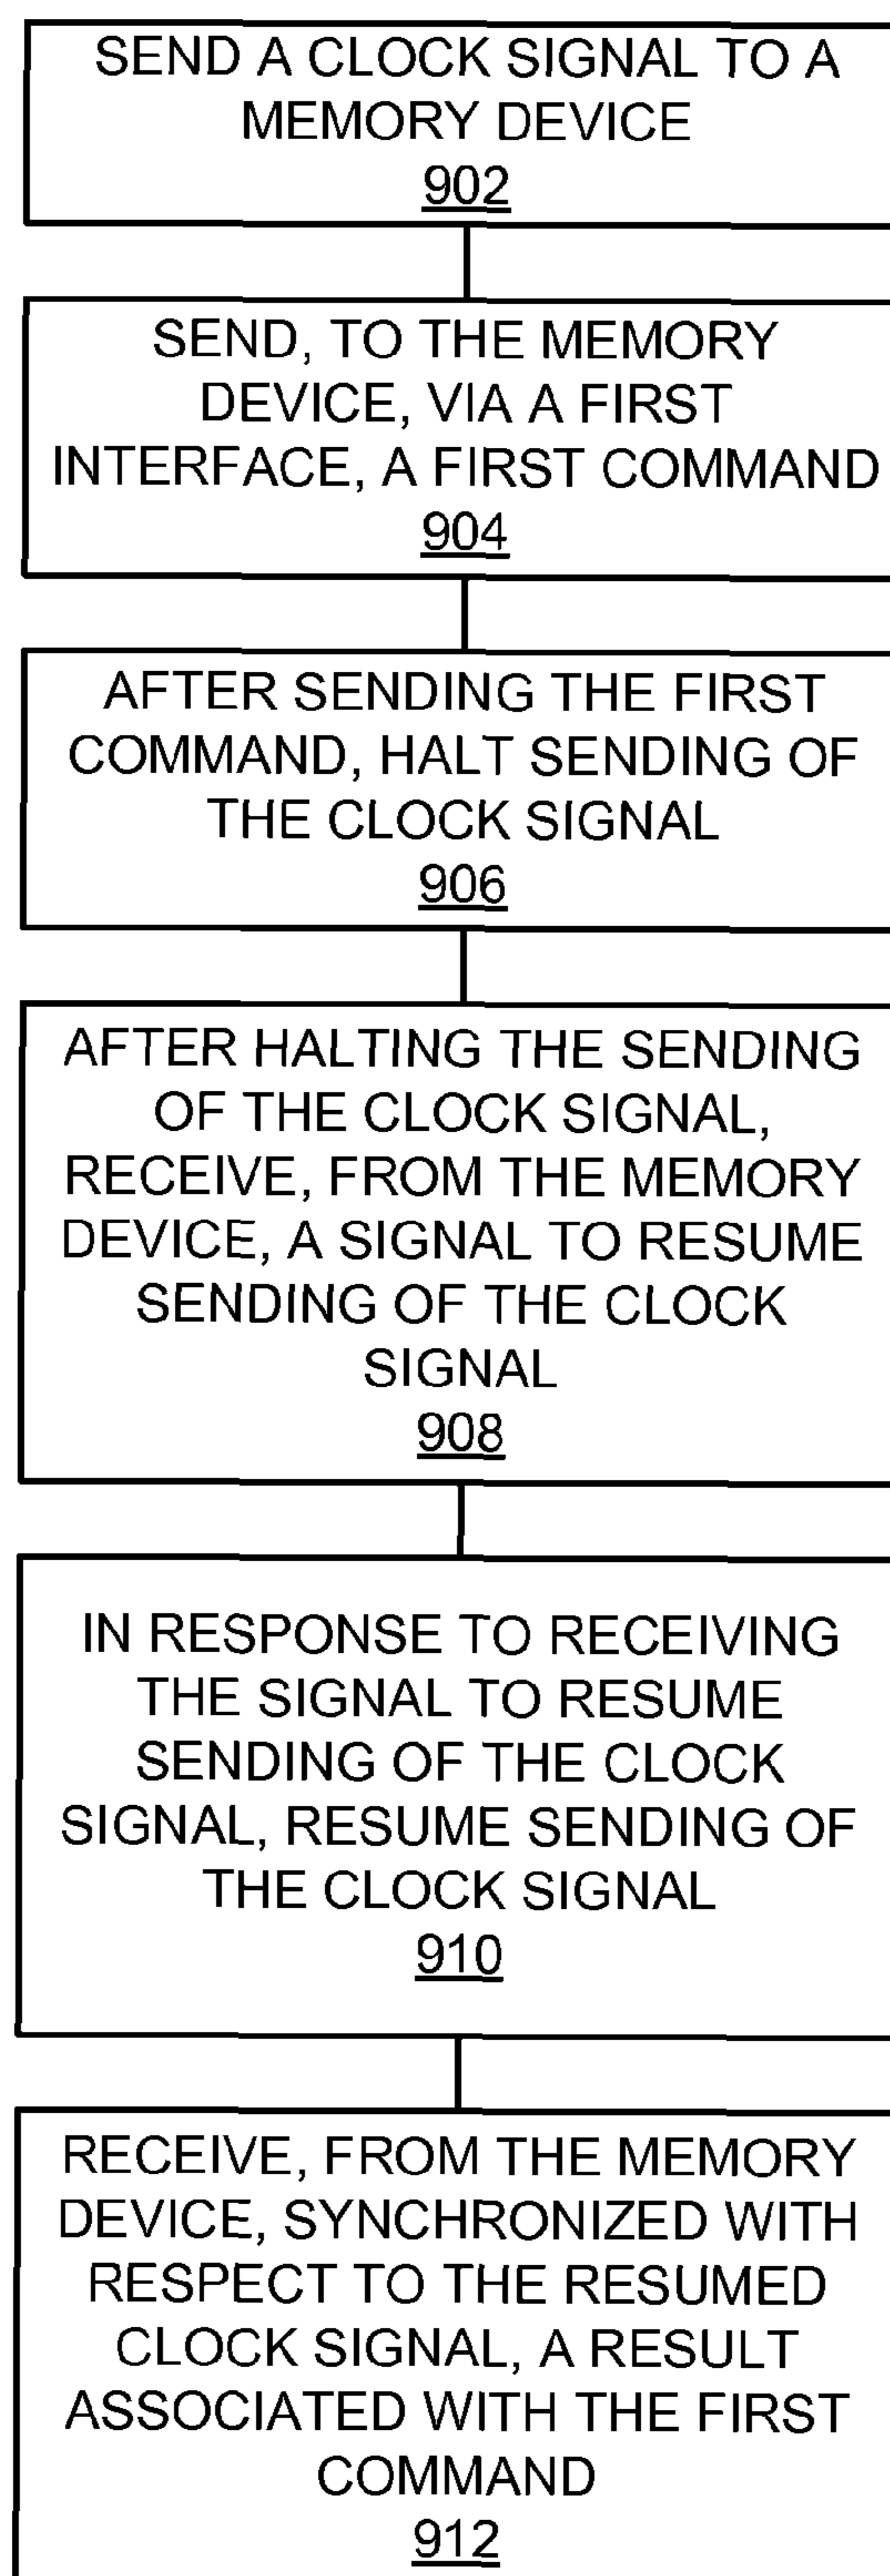 SEND A CLOCK SIGNAL TO A
MEMORY DEVICE
902
SEND, TO THE MEMORY
DEVICE, VIA A FIRST
INTERFACE, A FIRST COMMAND
904
AFTER SENDING THE FIRST
COMMAND, HALT SENDING OF
THE CLOCK SIGNAL
906
AFTER HALTING THE SENDING
OF THE CLOCK SIGNAL,
RECEIVE, FROM THE MEMORY
DEVICE, A SIGNAL TO RESUME
SENDING OF THE CLOCK
SIGNAL
908
IN RESPONSE TO RECEIVING
THE SIGNAL TO RESUME
SENDING OF THE CLOCK
SIGNAL, RESUME SENDING OF
THE CLOCK SIGNAL
910
RECEIVE, FROM THE MEMORY
DEVICE, SYNCHRONIZED WITH
RESPECT TO THE RESUMED
CLOCK SIGNAL, A RESULT
ASSOCIATED WITH THE FIRST
COMMAND
912